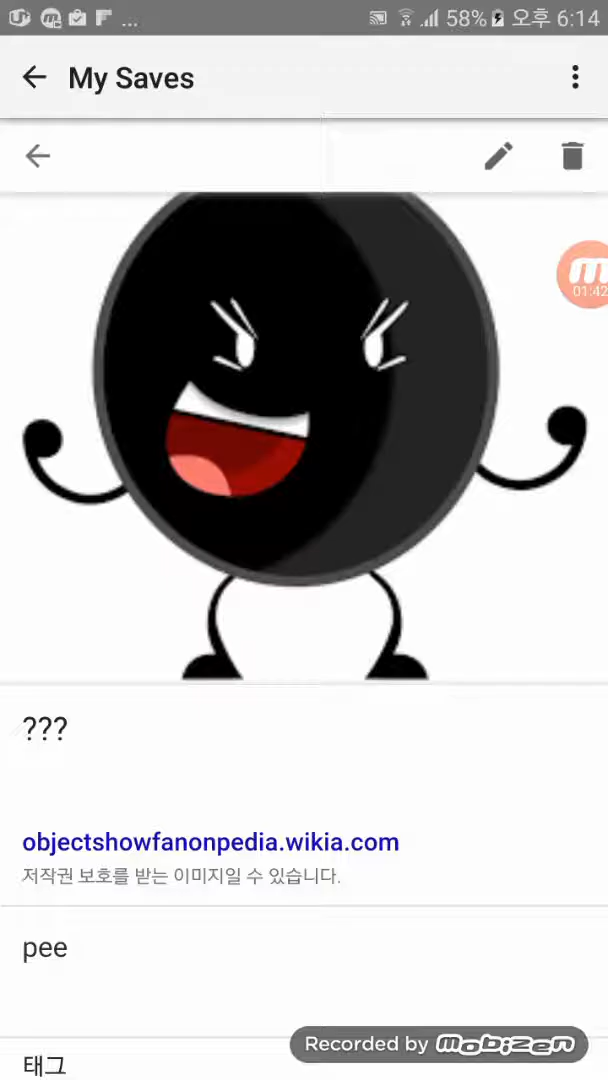 ... 58% 오후 6:14
My Saves
01:42
???
objectshowfanonpedia.wikia.com
저작권 보호를 받는 이미지일 수 있습니다.
pee
Recorded by mobizen
태그